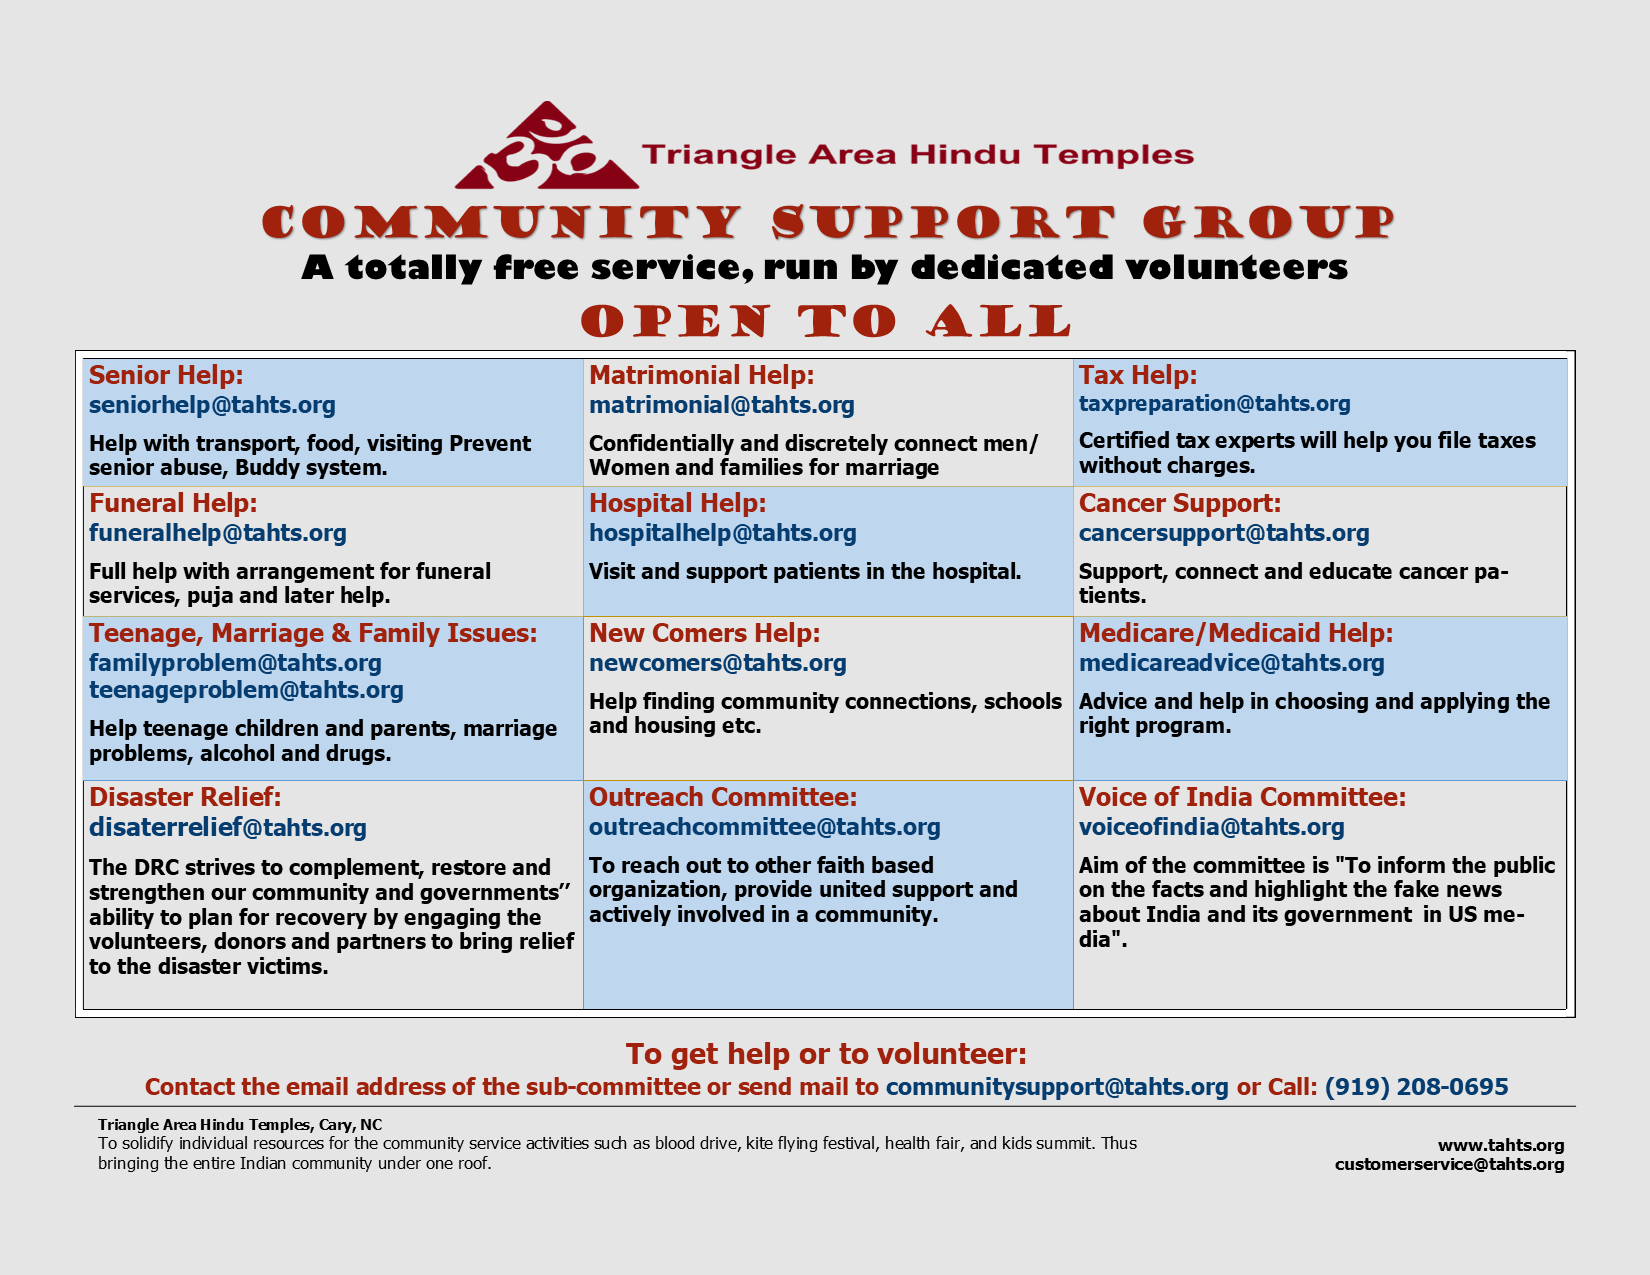 Triangle Area Hindu Temples
COMMUNITY SUPPORT GROUP
A totally free service, run by dedicated volunteers
OPEN TO ALL
Senior Help:
seniorhelp@tahts.org
Help with transport, food, visiting Prevent
senior abuse, Buddy system.
Matrimonial Help:
matrimonial@tahts.org
Confidentially and discretely connect men/
Women and families for marriage
Tax Help:
taxpreparation@tahts.org
Certified tax experts will help you file taxes
without charges.
Funeral Help:
funeralhelp@tahts.org
Full help with arrangement for funeral
services, puja and later help.
Hospital Help:
hospitalhelp@tahts.org
Visit and support patients in the hospital.
Cancer Support:
cancersupport@tahts.org
Support, connect and educate cancer pa-
tients.
Teenage, Marriage & Family Issues:
familyproblem@tahts.org
teenageproblem@tahts.org
Help teenage children and parents, marriage
problems, alcohol and drugs.
New Comers Help:
newcomers@tahts.org
Help finding community connections, schools
and housing etc.
Medicare/Medicaid Help:
medicareadvice@tahts.org
Advice and help in choosing and applying the
right program.
Disaster Relief:
disaterrelief@tahts.org
The DRC strives to complement, restore and
strengthen our community and governments’’
ability to plan for recovery by engaging the
volunteers, donors and partners to bring relief
to the disaster victims.
Outreach Committee:
outreachcommittee@tahts.org
To reach out to other faith based
organization, provide united support and
actively involved in a community.
Voice of India Committee:
voiceofindia@tahts.org
Aim of the committee is "To inform the public
on the facts and highlight the fake news
about India and its government in US me-
dia".
To get help or to volunteer:
Contact the email address of the sub-committee or send mail to communitysupport@tahts.org or Call: (919) 208-0695
Triangle Area Hindu Temples, Cary, NC
To solidify individual resources for the community service activities such as blood drive, kite flying festival, health fair, and kids summit. Thus
bringing the entire Indian community under one roof.
www.tahts.org
customerservice@tahts.org